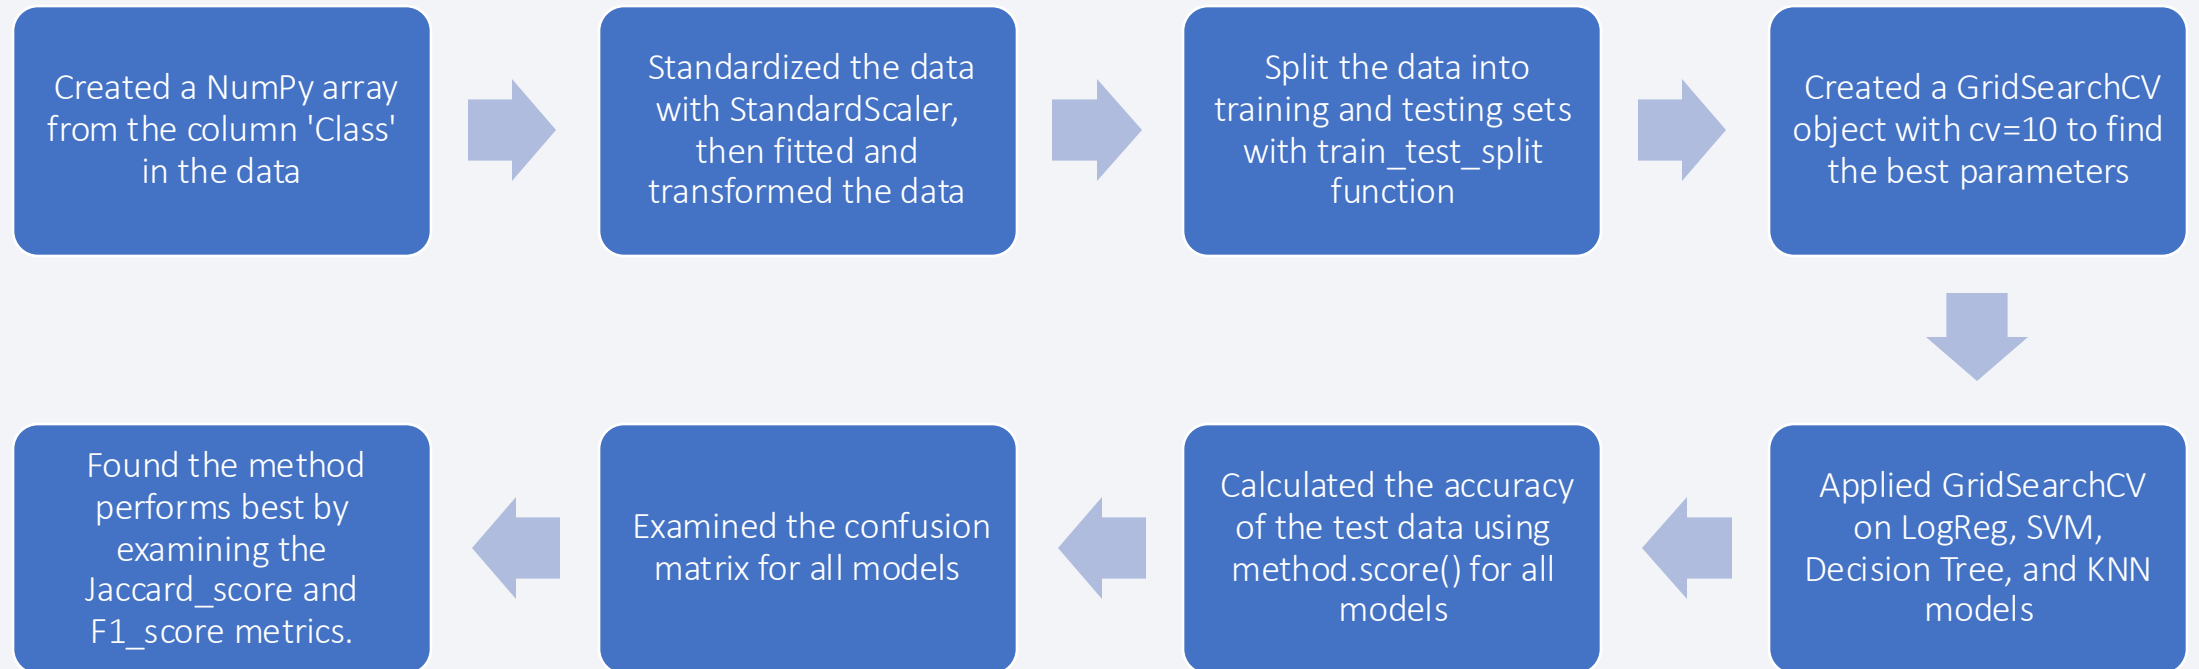 Created a NumPy array
from the column 'Class'
in the data
Standardized the data
with StandardScaler,
then fitted and
transformed the data
Split the data into
training and testing sets
with train_test_split
function
Created a GridSearchCV
object with cv=10 to find
the best parameters
Applied GridSearchCV
on LogReg, SVM,
Decision Tree, and KNN
models
Calculated the accuracy
of the test data using
method.score() for all
models
Examined the confusion
matrix for all models
Found the method
performs best by
examining the
Jaccard_score and
F1_score metrics.